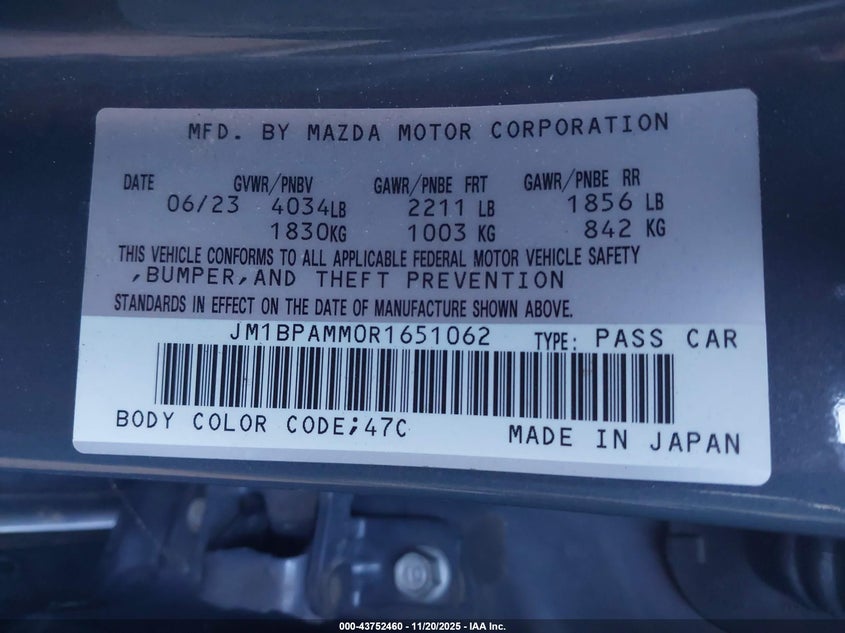 MFD. BY MAZDA MOTOR CORPORATION
DATE GVWR/PNBV GAWR/PNBE FRT GAWR/PNBE RR
06/23 4034LB 2211 LB 1856 LB
1830KG 1003 KG 842 KG
THIS VEHICLE CONFORMS TO ALL APPLICABLE FEDERAL MOTOR VEHICLE SAFETY
,BUMPER,AND THEFT PREVENTION
STANDARDS IN EFFECT ON THE DATE OF MANUFACTURE SHOWN ABOVE.
JM1BPAMM0R1651062 TYPE: PASS CAR
BODY COLOR CODE;47C MADE IN JAPAN
000-43752460 - 11/20/2025 - IAA Inc.